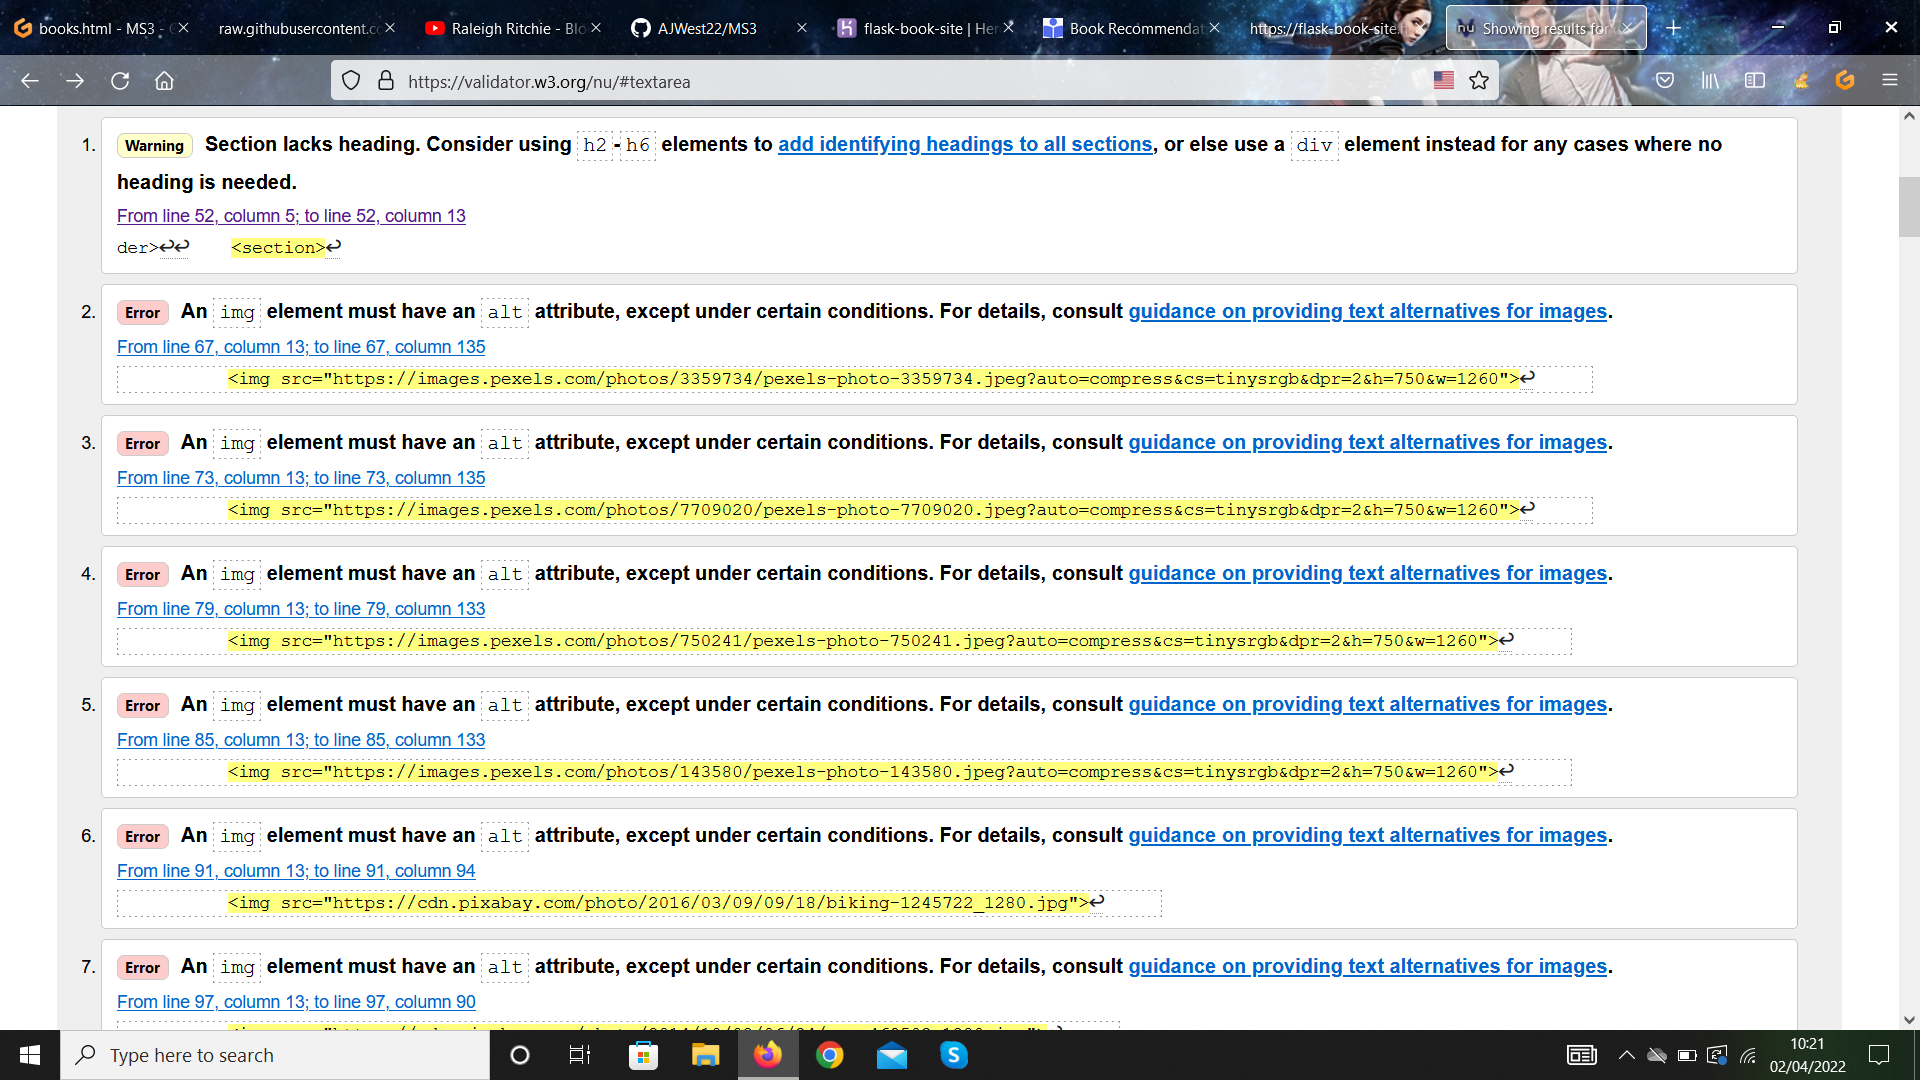 books.html - MS3 - G
raw.githubusercontent.co
Raleigh Ritchie - Blo
AJWest22/MS3
flask-book-site | Her
Book Recommendat
https://flask-book-site.h
Showing results for
https://validator.w3.org/nu/#textarea
1. Warning Section lacks heading. Consider using h2-h6 elements to add identifying headings to all sections, or else use a div element instead for any cases where no
heading is needed.
From line 52, column 5; to line 52, column 13
der>↩↩ <section>↩
2. Error An img element must have an alt attribute, except under certain conditions. For details, consult guidance on providing text alternatives for images.
From line 67, column 13; to line 67, column 135
<img src="https://images.pexels.com/photos/3359734/pexels-photo-3359734.jpeg?auto=compress&cs=tinysrgb&dpr=2&h=750&w=1260">↩
3. Error An img element must have an alt attribute, except under certain conditions. For details, consult guidance on providing text alternatives for images.
From line 73, column 13; to line 73, column 135
<img src="https://images.pexels.com/photos/7709020/pexels-photo-7709020.jpeg?auto=compress&cs=tinysrgb&dpr=2&h=750&w=1260">↩
4. Error An img element must have an alt attribute, except under certain conditions. For details, consult guidance on providing text alternatives for images.
From line 79, column 13; to line 79, column 133
<img src="https://images.pexels.com/photos/750241/pexels-photo-750241.jpeg?auto=compress&cs=tinysrgb&dpr=2&h=750&w=1260">↩
5. Error An img element must have an alt attribute, except under certain conditions. For details, consult guidance on providing text alternatives for images.
From line 85, column 13; to line 85, column 133
<img src="https://images.pexels.com/photos/143580/pexels-photo-143580.jpeg?auto=compress&cs=tinysrgb&dpr=2&h=750&w=1260">↩
6. Error An img element must have an alt attribute, except under certain conditions. For details, consult guidance on providing text alternatives for images.
From line 91, column 13; to line 91, column 94
<img src="https://cdn.pixabay.com/photo/2016/03/09/09/18/biking-1245722_1280.jpg">↩
7. Error An img element must have an alt attribute, except under certain conditions. For details, consult guidance on providing text alternatives for images.
From line 97, column 13; to line 97, column 90
Type here to search
10:21
02/04/2022